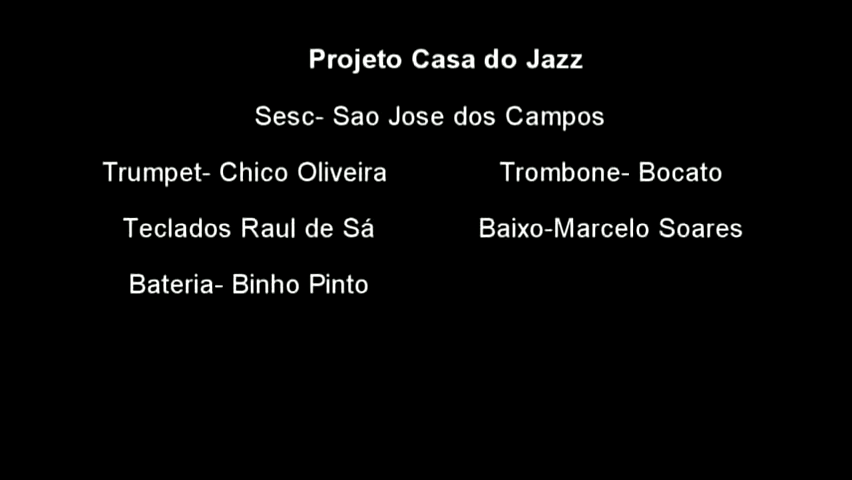 Projeto Casa do Jazz
Sesc- Sao Jose dos Campos
Trumpet- Chico Oliveira
Trombone- Bocato
Teclados Raul de Sá
Baixo-Marcelo Soares
Bateria- Binho Pinto